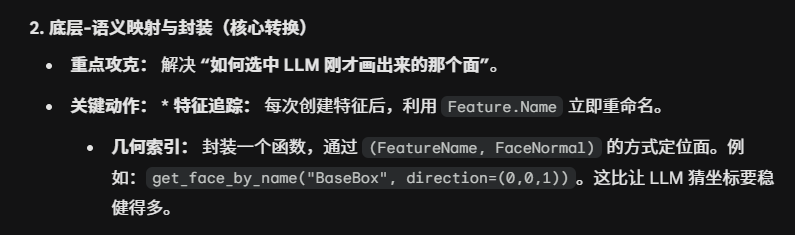 2. 底层-语义映射与封装（核心转换）
• 重点攻克： 解决 “如何选中 LLM 刚才画出来的那个面”。
• 关键动作： * 特征追踪： 每次创建特征后，利用 Feature.Name 立即重命名。
• 几何索引： 封装一个函数，通过 (FeatureName, FaceNormal) 的方式定位面。例
如：get_face_by_name("BaseBox", direction=(0,0,1))。这比让 LLM 猜坐标要稳
健得多。